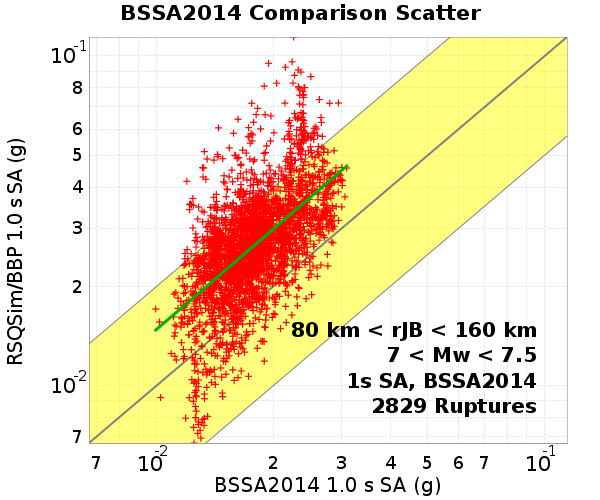 BSSA2014 Comparison Scatter
RSQSim/BBP 1.0 s SA (g)
10-1
8
6
5
4
3
2
10-2
7
80 km < rJB < 160 km
7 < Mw < 7.5
1s SA, BSSA2014
2829 Ruptures
7 10-2 2 3 4 5 6 7 10-1
BSSA2014 1.0 s SA (g)